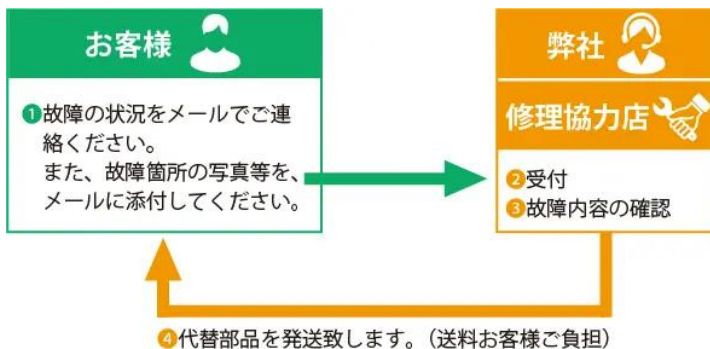 お客様
❶故障の状況をメールでご連
絡ください。
また、故障箇所の写真等を、
メールに添付してください。
弊社
修理協力店
❷受付
❸故障内容の確認
❹代替部品を発送致します。（送料お客様ご負担）